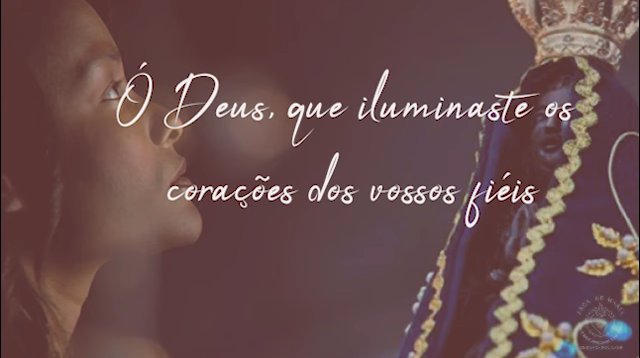 Ó Deus, que iluminaste os
corações dos vossos fiéis